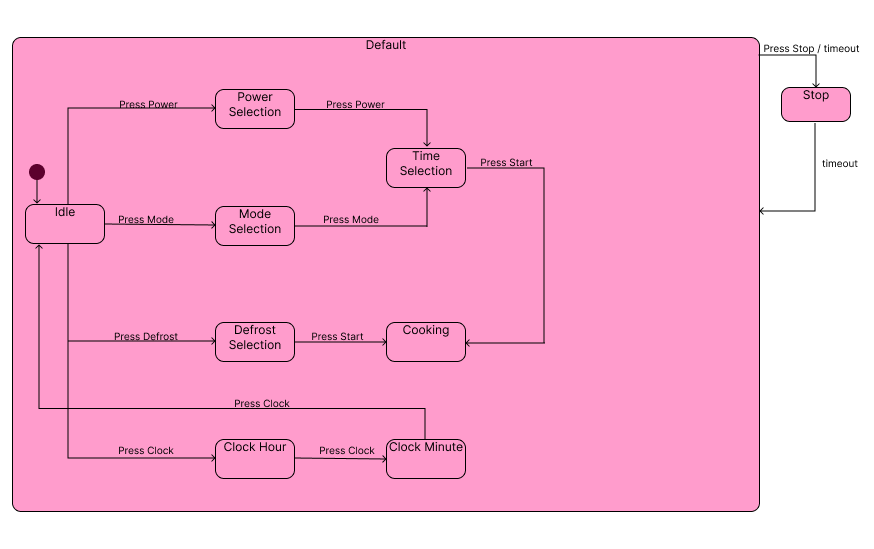 Default
Press Stop / timeout
Stop
timeout
Press Power
Power
Selection
Press Power
Time
Selection
Press Start
Idle
Press Mode
Mode
Selection
Press Mode
Press Defrost
Defrost
Selection
Press Start
Cooking
Press Clock
Press Clock
Clock Hour
Press Clock
Clock Minute